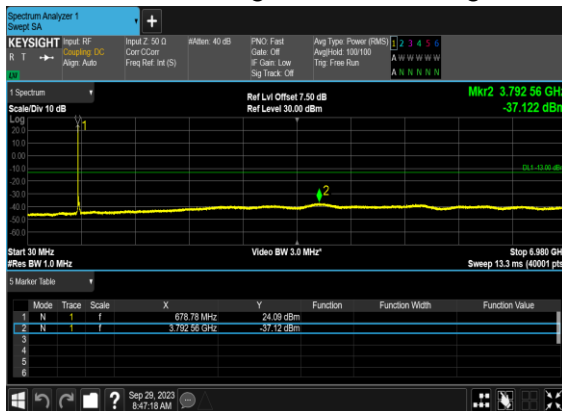 Spectrum Analyzer 1
Swept SA
KEYSIGHT Input: RF Input Z: 50 Ω #Atten: 40 dB PNO: Fast Avg Type: Power (RMS) 1 2 3 4 5 6
R T Coupling: DC Corr CCorr Gate: Off Avg|Hold: 100/100 A W W W W W
Align: Auto Freq Ref: Int (S) IF Gain: Low Trig: Free Run
Sig Track: Off A N N N N N
LXI
1 Spectrum Ref Lvl Offset 7.50 dB Mkr2 3.792 56 GHz
Scale/Div 10 dB Ref Level 30.00 dBm -37.122 dBm
Log
20.0 1
10.0
0.00
-10.0 DL1 -13.00 dBm
-20.0
-30.0 2
-40.0
-50.0
-60.0
Start 30 MHz Video BW 3.0 MHz* Stop 6.980 GHz
#Res BW 1.0 MHz Sweep 13.3 ms (40001 pts)
5 Marker Table
Mode Trace Scale X Y Function Function Width Function Value
1 N 1 f 678.78 MHz 24.09 dBm
2 N 1 f 3.792 56 GHz -37.12 dBm
3
4
5
6
? Sep 29, 2023
8:47:18 AM